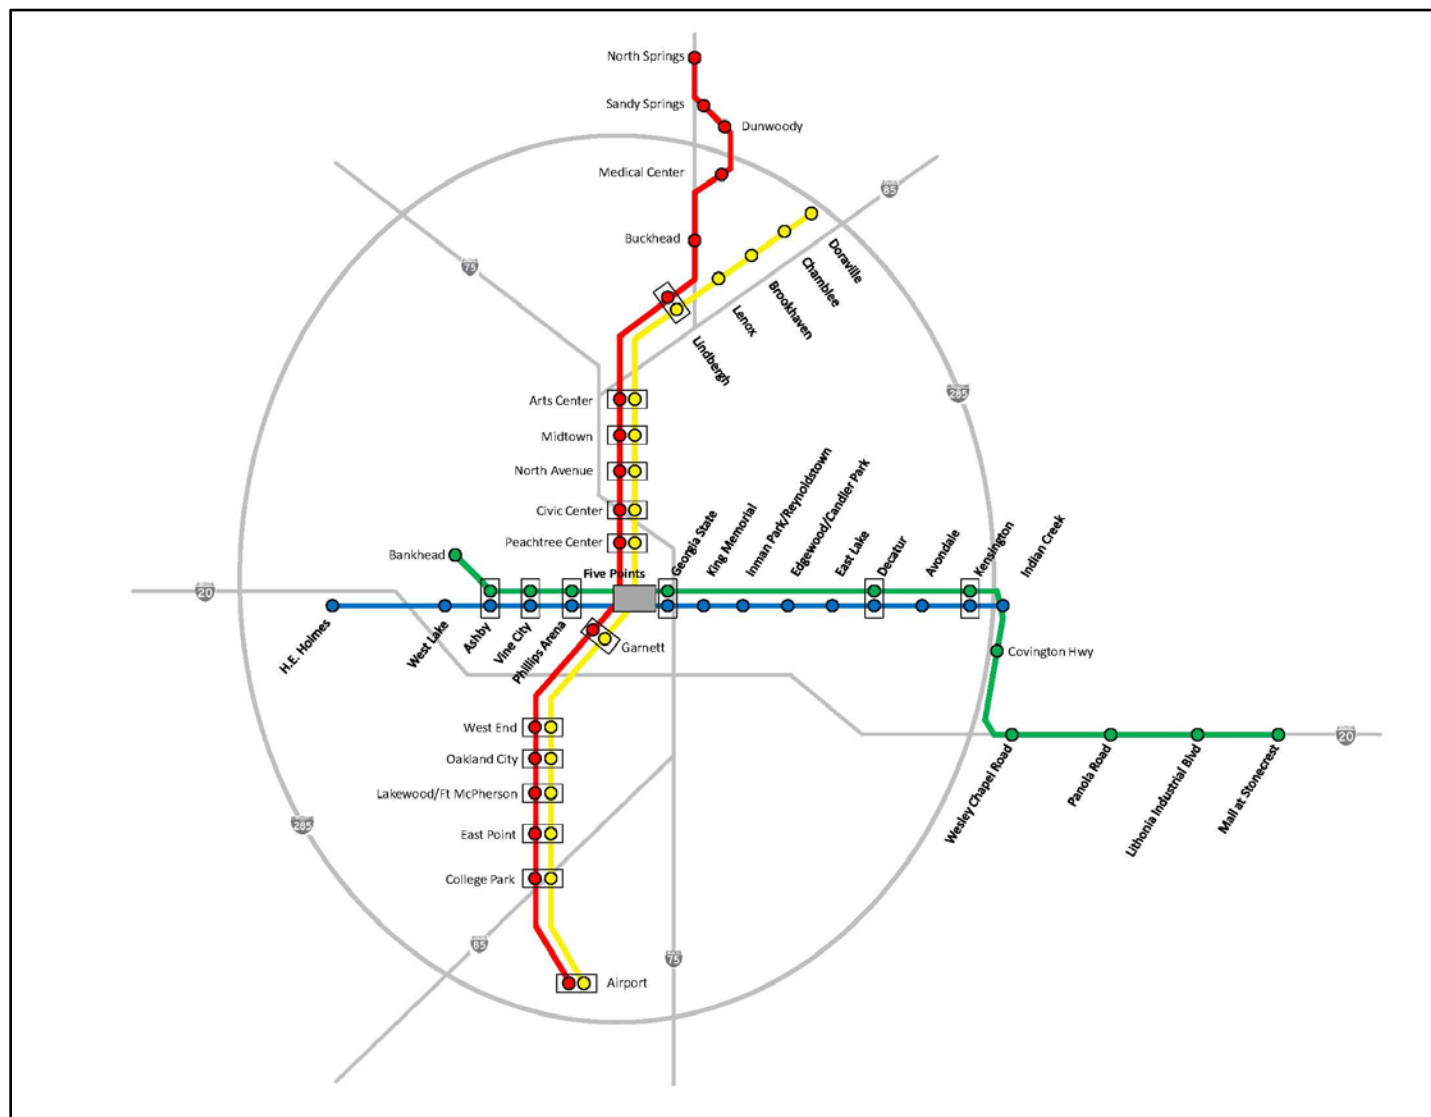 North Springs
Sandy Springs
Dunwoody
Medical Center
85
Buckhead
Doraville
75
Chamblee
Brookhaven
Lenox
Lindbergh
285
Arts Center
Midtown
North Avenue
Civic Center
Peachtree Center
Georgia State
King Memorial
Inman Park/Reynoldstown
Edgewood/Candler Park
East Lake
Decatur
Avondale
Kensington
Indian Creek
Bankhead
Five Points
20
H.E. Holmes
West Lake
Ashby
Vine City
Phillips Arena
Garnett
Covington Hwy
West End
Oakland City
Lakewood/Ft McPherson
East Point
College Park
Wesley Chapel Road
Panola Road
Lithonia Industrial Blvd
Mall at Stonecrest
20
285
85
75
Airport